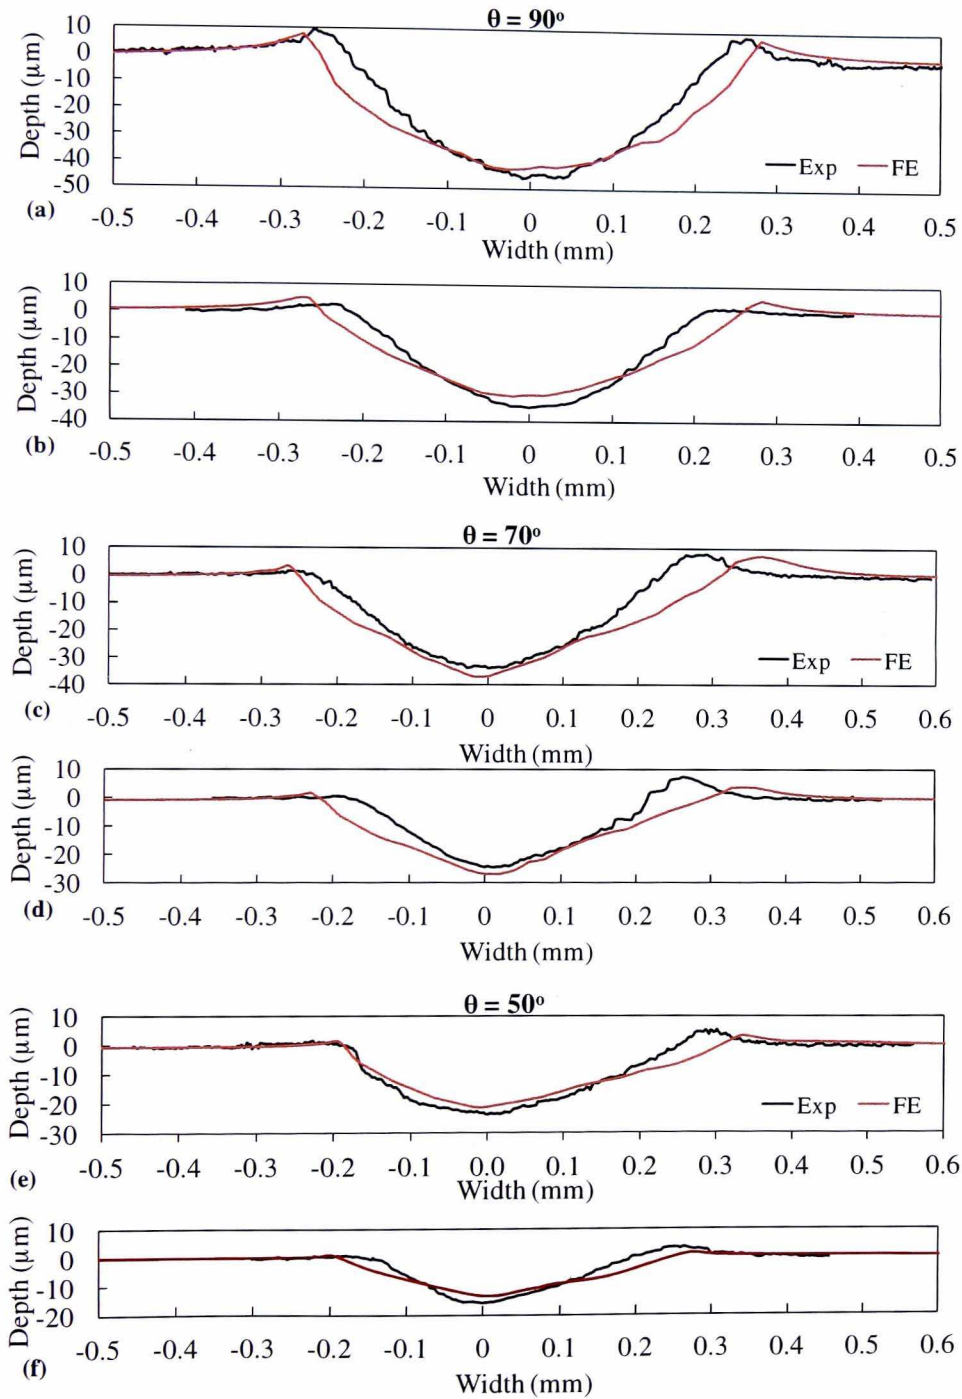 θ = 90º
10
0
-10
-20
-30
-40
-50
Depth (μm)
Exp FE
(a)
-0.5 -0.4 -0.3 -0.2 -0.1 0 0.1 0.2 0.3 0.4 0.5
Width (mm)
10
0
-10
-20
-30
-40
Depth (μm)
(b)
-0.5 -0.4 -0.3 -0.2 -0.1 0 0.1 0.2 0.3 0.4 0.5
Width (mm)
θ = 70º
10
0
-10
-20
-30
-40
Depth (μm)
Exp FE
(c)
-0.5 -0.4 -0.3 -0.2 -0.1 0 0.1 0.2 0.3 0.4 0.5 0.6
Width (mm)
10
0
-10
-20
-30
Depth (μm)
(d)
-0.5 -0.4 -0.3 -0.2 -0.1 0 0.1 0.2 0.3 0.4 0.5 0.6
Width (mm)
θ = 50º
10
0
-10
-20
-30
Depth (μm)
Exp FE
(e)
-0.5 -0.4 -0.3 -0.2 -0.1 0.0 0.1 0.2 0.3 0.4 0.5 0.6
Width (mm)
10
0
-10
-20
Depth (μm)
(f)
-0.5 -0.4 -0.3 -0.2 -0.1 0 0.1 0.2 0.3 0.4 0.5 0.6
Width (mm)